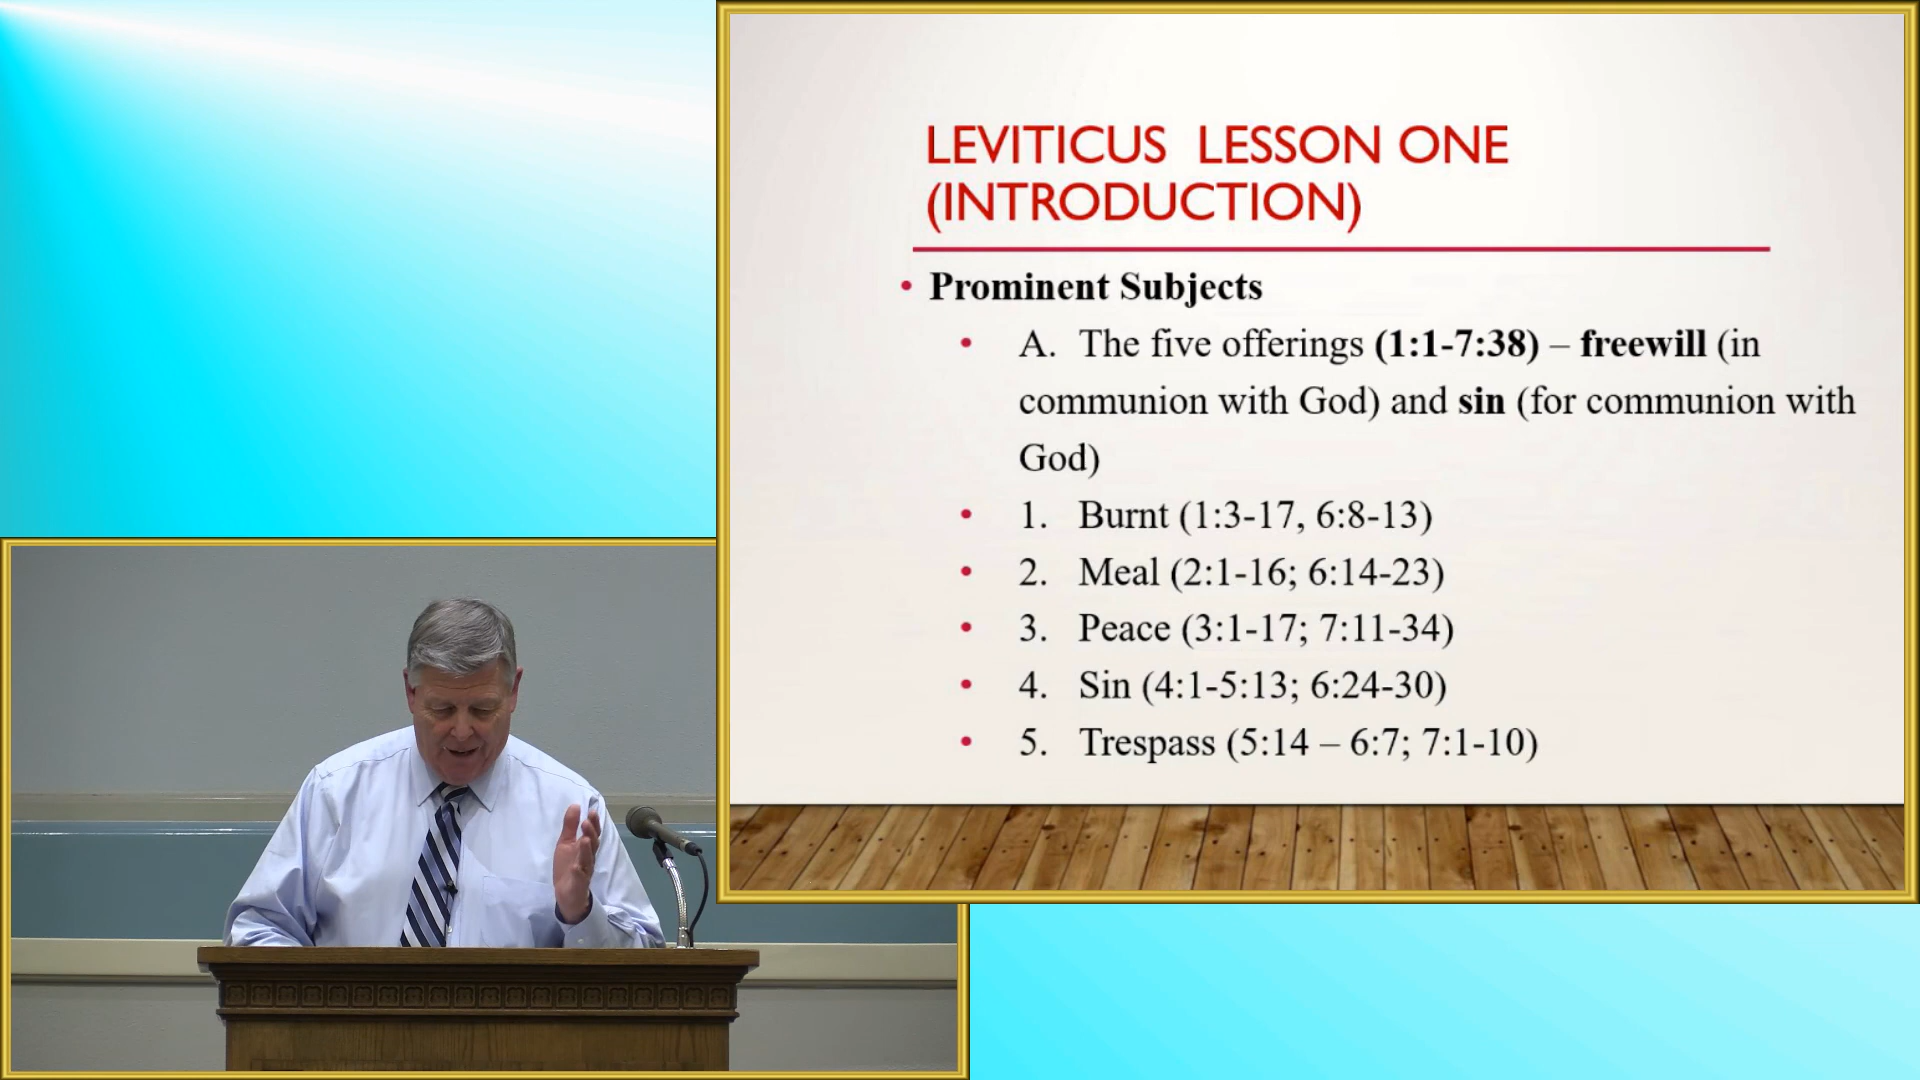 LEVITICUS LESSON ONE
(INTRODUCTION)
• Prominent Subjects
• A. The five offerings (1:1-7:38) – freewill (in
communion with God) and sin (for communion with
God)
• 1. Burnt (1:3-17, 6:8-13)
• 2. Meal (2:1-16; 6:14-23)
• 3. Peace (3:1-17; 7:11-34)
• 4. Sin (4:1-5:13; 6:24-30)
• 5. Trespass (5:14 – 6:7; 7:1-10)